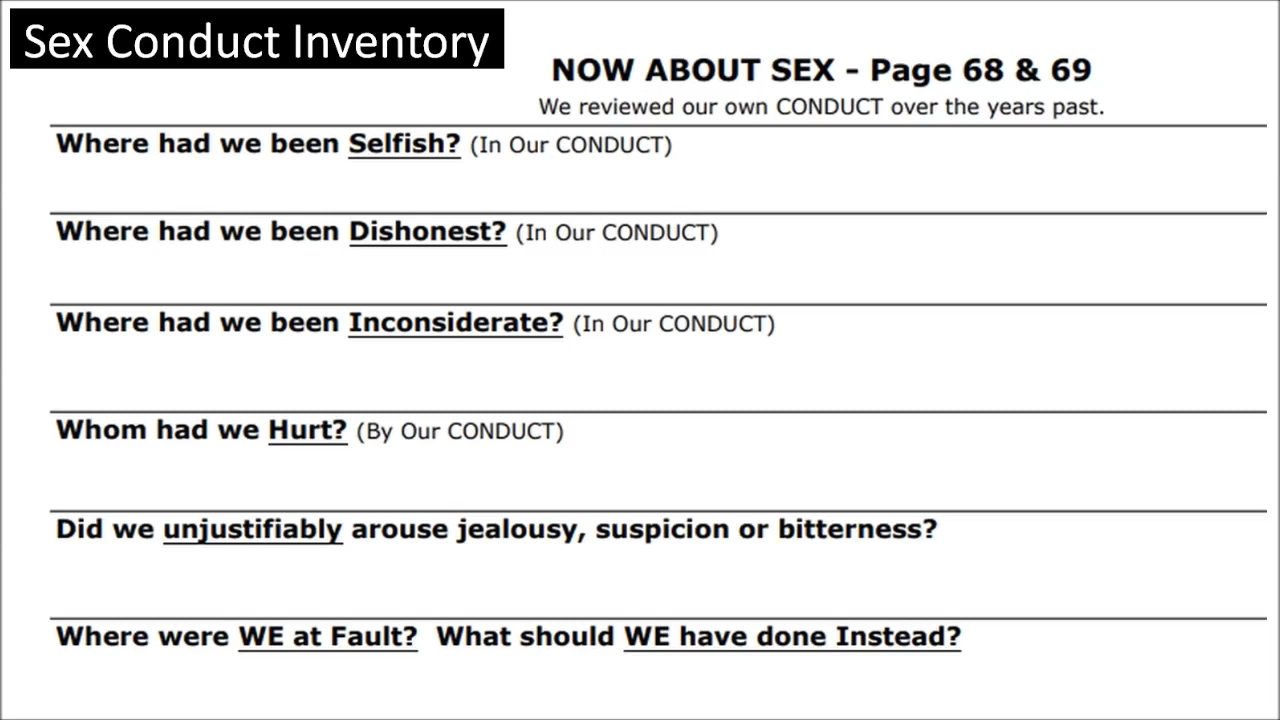 Sex Conduct Inventory
NOW ABOUT SEX - Page 68 & 69
We reviewed our own CONDUCT over the years past.
Where had we been Selfish? (In Our CONDUCT)
Where had we been Dishonest? (In Our CONDUCT)
Where had we been Inconsiderate? (In Our CONDUCT)
Whom had we Hurt? (By Our CONDUCT)
Did we unjustifiably arouse jealousy, suspicion or bitterness?
Where were WE at Fault? What should WE have done Instead?